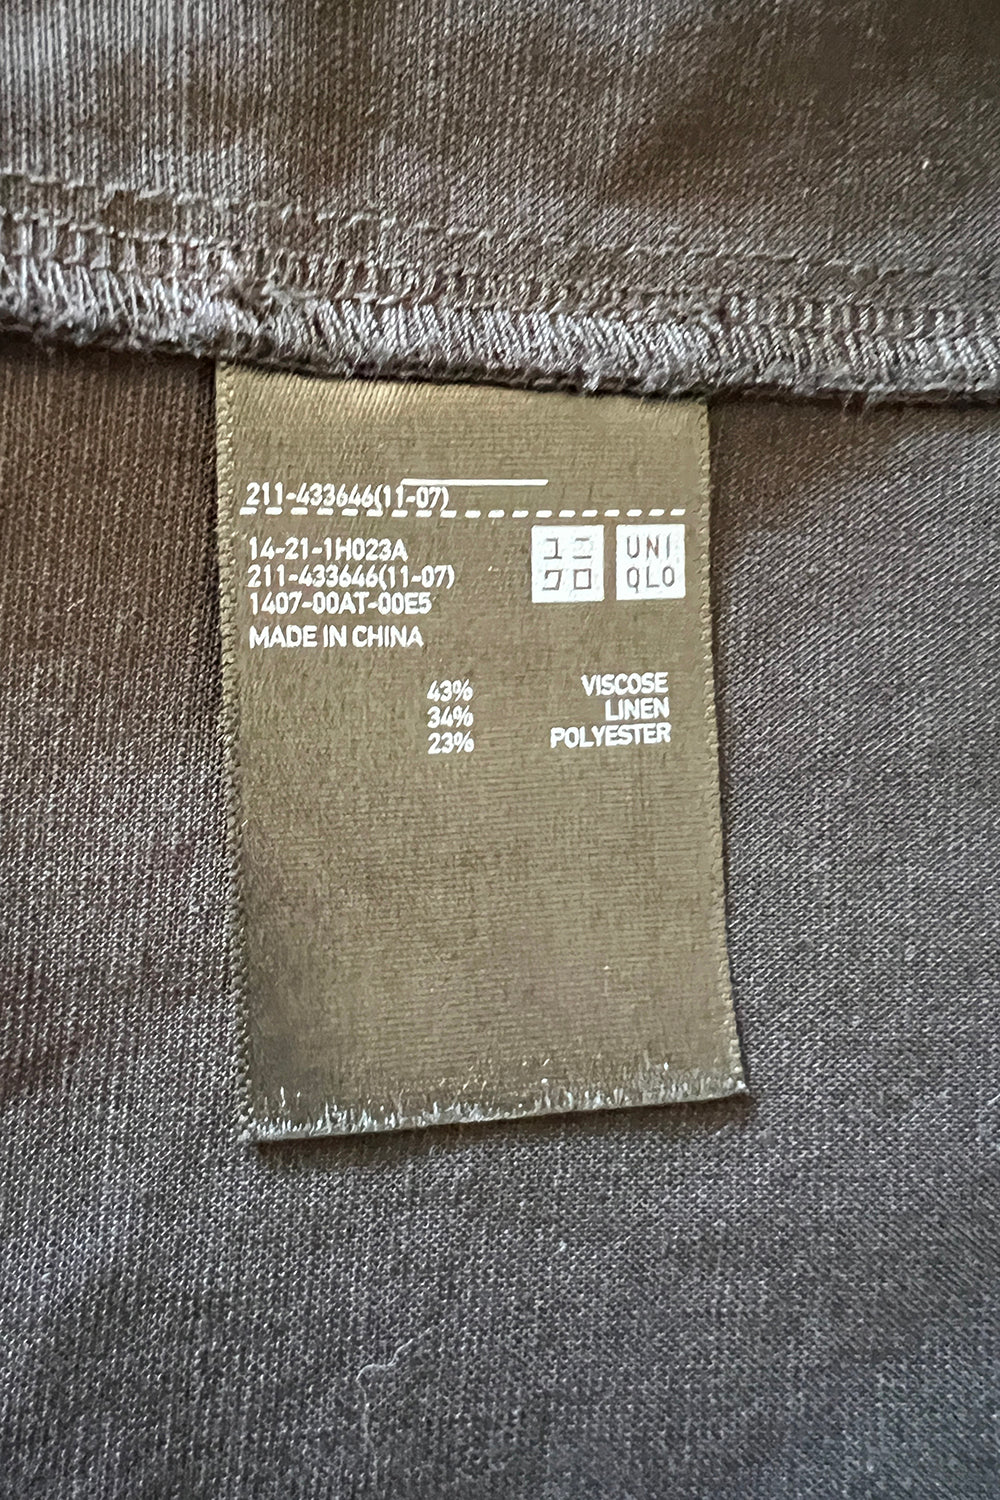 211-433646(11-07)
14-21-1H023A
211-433646(11-07)
1407-00AT-00E5
MADE IN CHINA
ユニ
クロ
UNI
QLO
43% VISCOSE
34% LINEN
23% POLYESTER